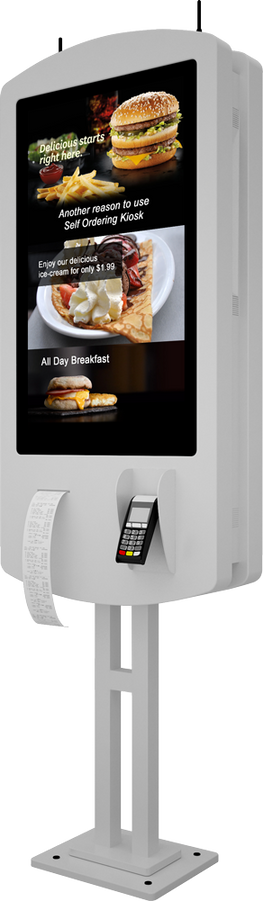 Delicious starts
right here.
Another reason to use
Self Ordering Kiosk
Enjoy our delicious
ice-cream for only $1.99
All Day Breakfast